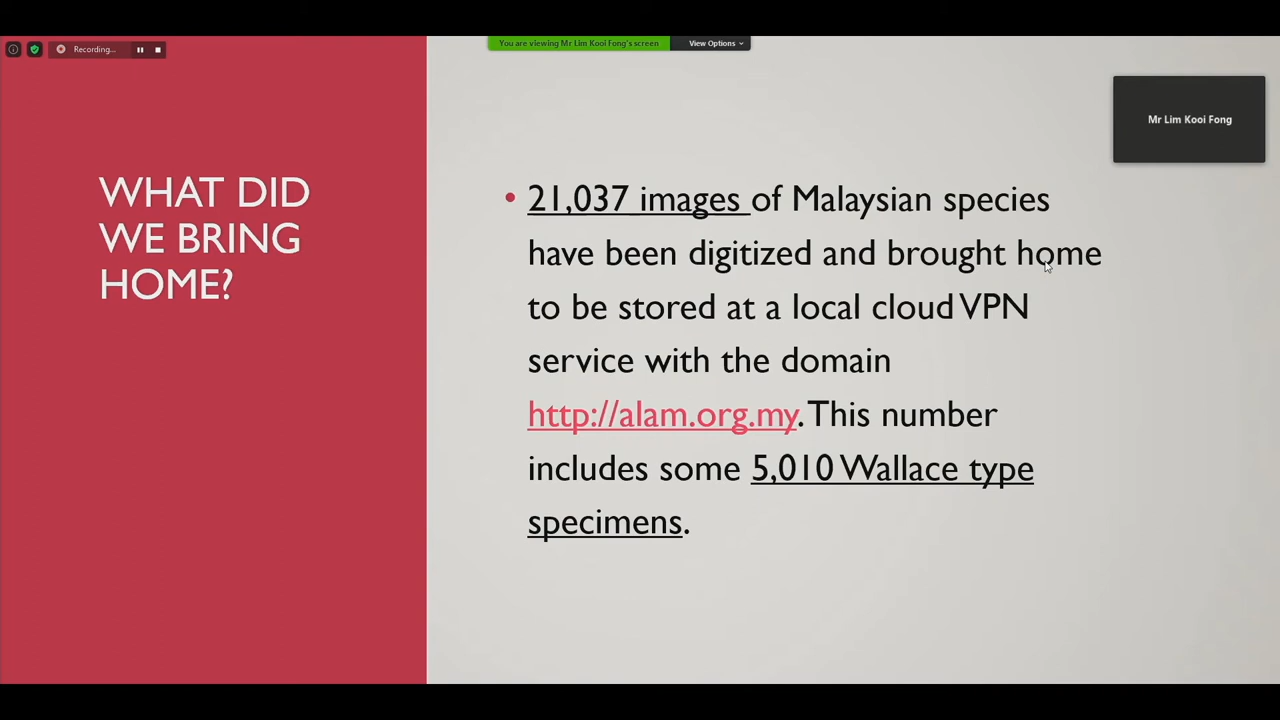 Recording...
You are viewing Mr Lim Kooi Fong's screen
View Options
Mr Lim Kooi Fong
WHAT DID
WE BRING
HOME?
• 21,037 images of Malaysian species
have been digitized and brought home
to be stored at a local cloud VPN
service with the domain
http://alam.org.my. This number
includes some 5,010 Wallace type
specimens.